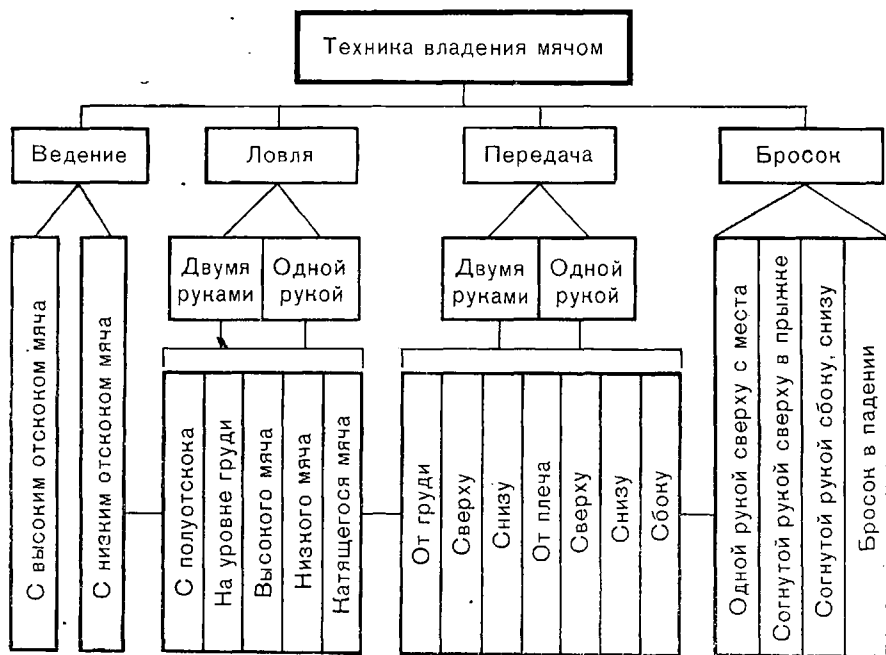 Техника владения мячом
Ведение
Ловля
Передача
Бросок
Двумя
руками
Одной
рукой
Двумя
руками
Одной
рукой
С высоким отскоком мяча
С низким отскоком мяча
С полуотскока
На уровне груди
Высокого мяча
Низкого мяча
Катящегося мяча
От груди
Сверху
Снизу
От плеча
Сверху
Снизу
Сбоку
Одной рукой сверху с места
Согнутой рукой сверху в прыжке
Согнутой рукой сбоку, снизу
Бросок в падении